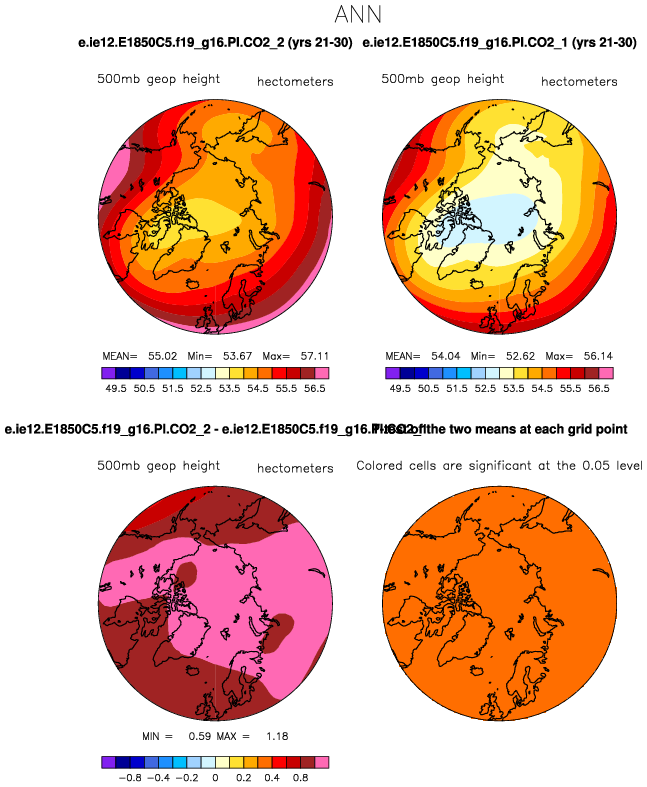 ANN
e.ie12.E1850C5.f19_g16.PI.CO2_2 (yrs 21-30) e.ie12.E1850C5.f19_g16.PI.CO2_1 (yrs 21-30)
500mb geop height hectometers 500mb geop height hectometers
MEAN= 55.02 Min= 53.67 Max= 57.11 MEAN= 54.04 Min= 52.62 Max= 56.14
49.5 50.5 51.5 52.5 53.5 54.5 55.5 56.5 49.5 50.5 51.5 52.5 53.5 54.5 55.5 56.5
e.ie12.E1850C5.f19_g16.PI.CO2_2 - e.ie12.E1850C5.f19_g16.PI.CO2_ the two means at each grid point
500mb geop height hectometers Colored cells are significant at the 0.05 level
MIN = 0.59 MAX = 1.18
-0.8 -0.4 -0.2 0 0.2 0.4 0.8